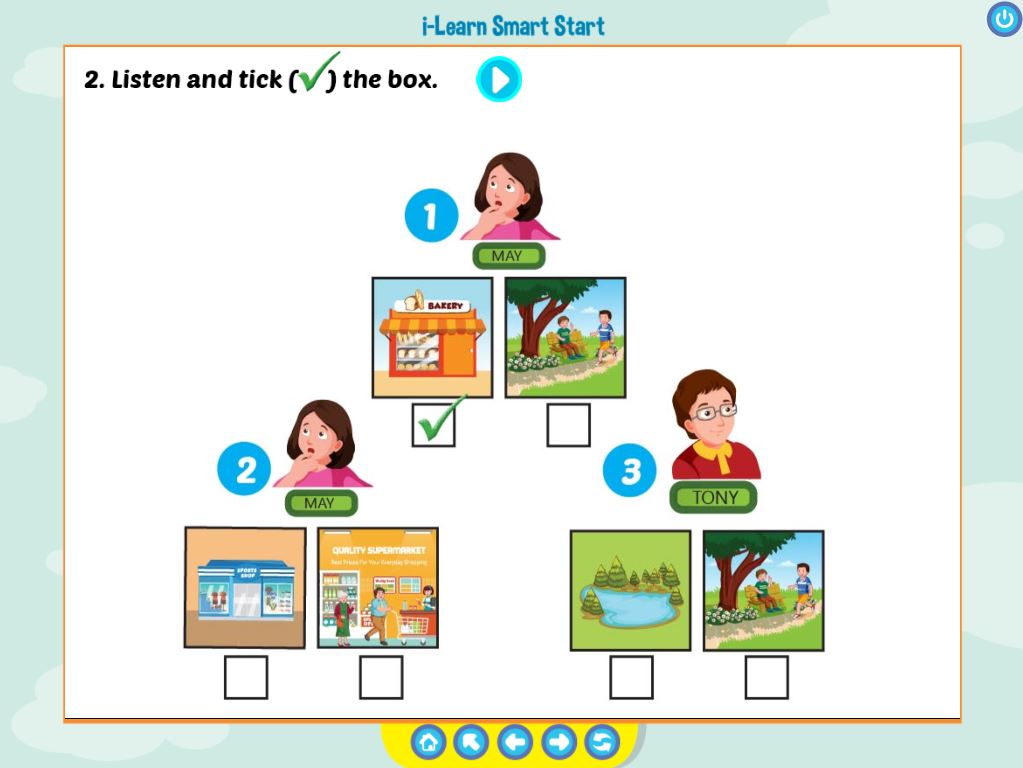 i-Learn Smart Start
2. Listen and tick (✓) the box.
1
MAY
BAKERY
2
MAY
3
TONY
SPORTS
SHOP
QUALITY SUPERMARKET
Best Prices For Your Everyday Shopping